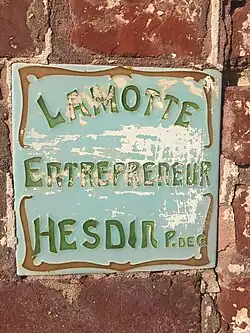 LAMOTTE
ENTREPRENEUR
HESDIN P. DE C